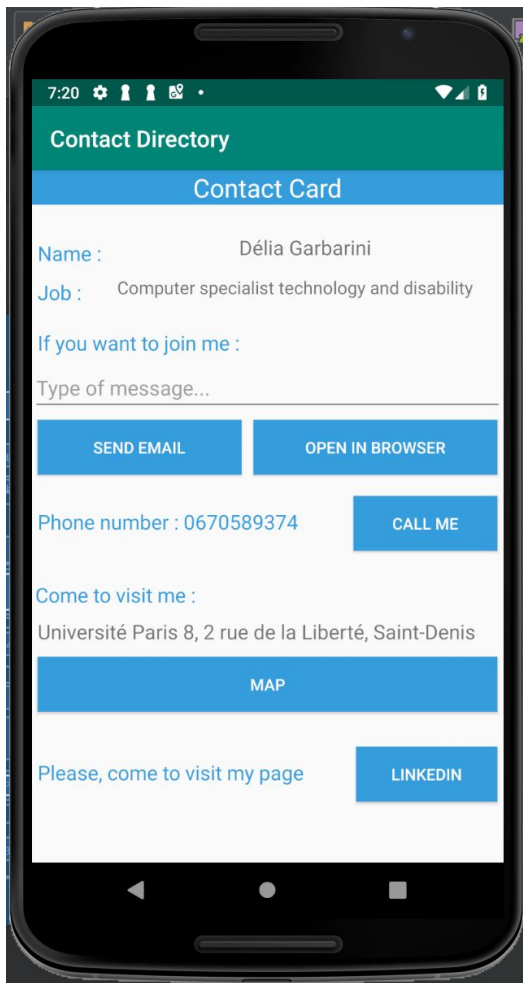 7:20
Contact Directory
Contact Card
Name : Délia Garbarini
Job : Computer specialist technology and disability
If you want to join me :
Type of message...
SEND EMAIL OPEN IN BROWSER
Phone number : 0670589374 CALL ME
Come to visit me :
Université Paris 8, 2 rue de la Liberté, Saint-Denis
MAP
Please, come to visit my page LINKEDIN